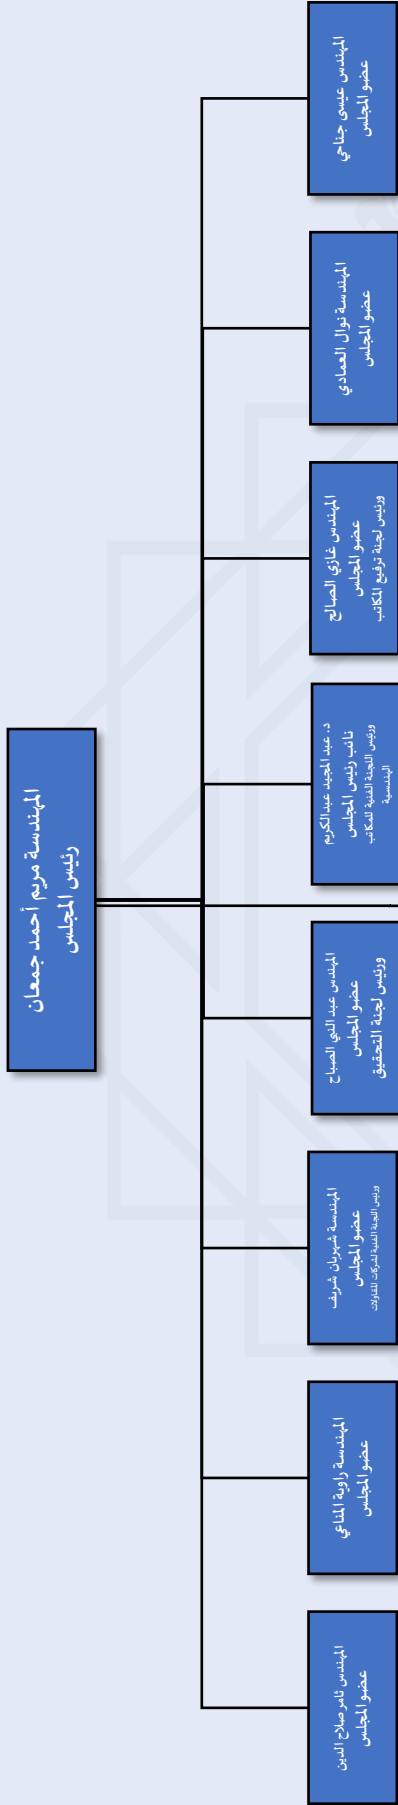 المهندسة مريم أحمد جمعان
رئيس المجلس
المهندس عيسى جناحي
عضو المجلس
المهندسة نوال العمادي
عضو المجلس
المهندس غازي الصالح
عضو المجلس
ورئيس لجنة ترفيع المكاتب
د. عبد المجيد عبدالكريم
نائب رئيس المجلس
ورئيس اللجنة الفنية للمكاتب
الهندسية
المهندس عبد النبي الصباح
عضو المجلس
ورئيس لجنة التحقيق
المهندسة شهربان شريف
عضو المجلس
ورئيس اللجنة الفنية لشركات المقاولات
المهندسة راوية المناعي
عضو المجلس
المهندس ثامر صلاح الدين
عضو المجلس